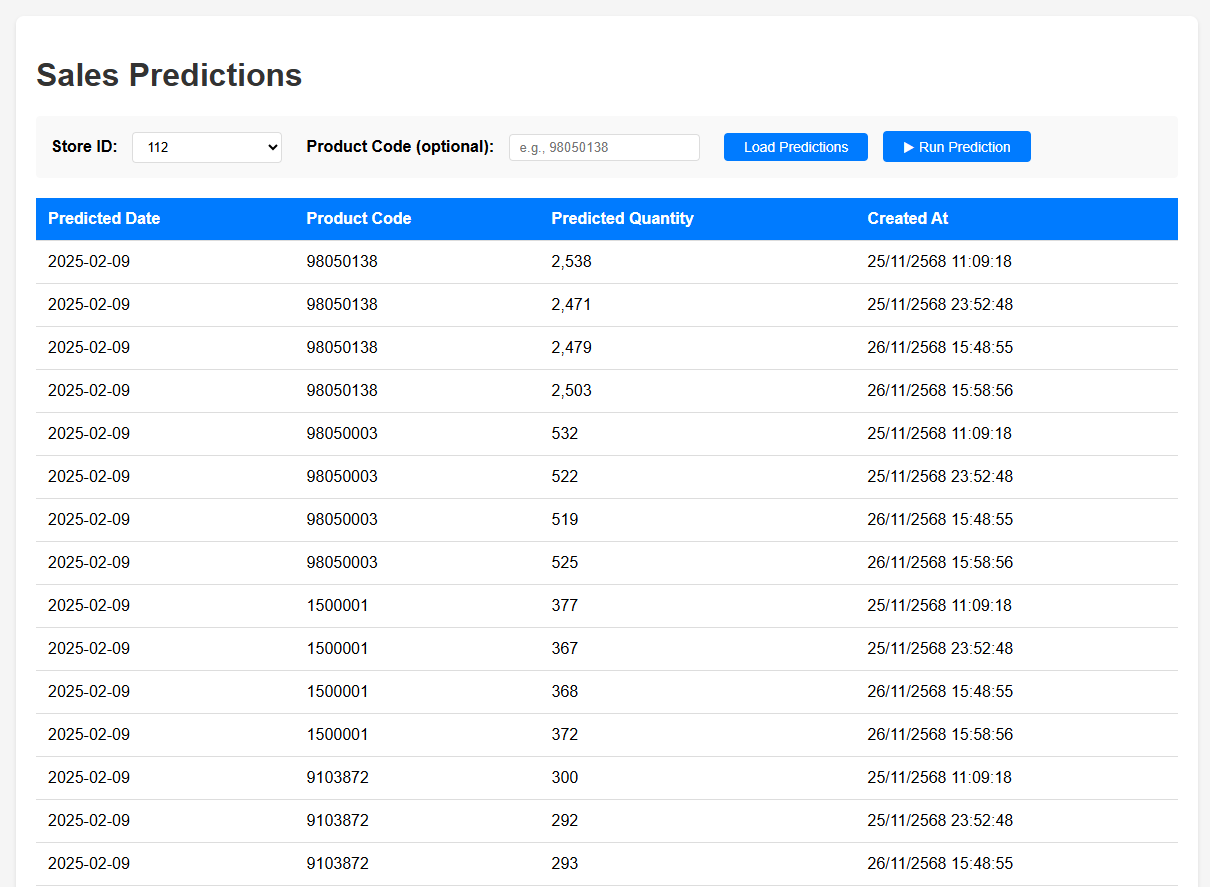 Sales Predictions
Store ID: 112 Product Code (optional): e.g., 98050138 Load Predictions ▶ Run Prediction
Predicted Date Product Code Predicted Quantity Created At
2025-02-09 98050138 2,538 25/11/2568 11:09:18
2025-02-09 98050138 2,471 25/11/2568 23:52:48
2025-02-09 98050138 2,479 26/11/2568 15:48:55
2025-02-09 98050138 2,503 26/11/2568 15:58:56
2025-02-09 98050003 532 25/11/2568 11:09:18
2025-02-09 98050003 522 25/11/2568 23:52:48
2025-02-09 98050003 519 26/11/2568 15:48:55
2025-02-09 98050003 525 26/11/2568 15:58:56
2025-02-09 1500001 377 25/11/2568 11:09:18
2025-02-09 1500001 367 25/11/2568 23:52:48
2025-02-09 1500001 368 26/11/2568 15:48:55
2025-02-09 1500001 372 26/11/2568 15:58:56
2025-02-09 9103872 300 25/11/2568 11:09:18
2025-02-09 9103872 292 25/11/2568 23:52:48
2025-02-09 9103872 293 26/11/2568 15:48:55